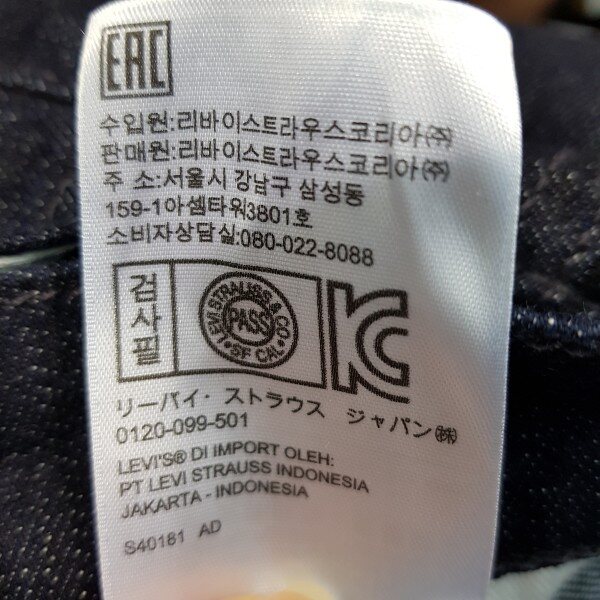 EAC
수입원:리바이스트라우스코리아㈜
판매원:리바이스트라우스코리아㈜
주 소:서울시 강남구 삼성동
159-1아셈타워3801호
소비자상담실:080-022-8088
검사필
LEVI STRAUSS & CO
PASS
SF CAL
KC
リーバイ・ストラウス ジャパン㈱
0120-099-501
LEVI'S® DI IMPORT OLEH:
PT LEVI STRAUSS INDONESIA
JAKARTA - INDONESIA
S40181 AD